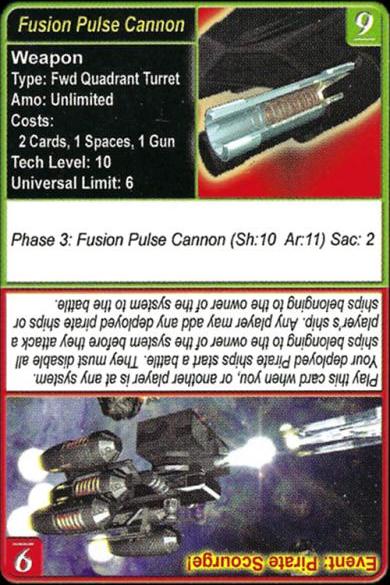 Fusion Pulse Cannon
9
Weapon
Type: Fwd Quadrant Turret
Amo: Unlimited
Costs:
2 Cards, 1 Spaces, 1 Gun
Tech Level: 10
Universal Limit: 6
Phase 3: Fusion Pulse Cannon (Sh:10 Ar:11) Sac: 2
Event: Pirate Scourge!
9
Play this card when you, or another player is at any system.
Your deployed Pirate ships start a battle. They must disable all
ships belonging to the owner of the system before they attack a
player's ship. Any player may add any deployed pirate ships or
ships belonging to the owner of the system to the battle.